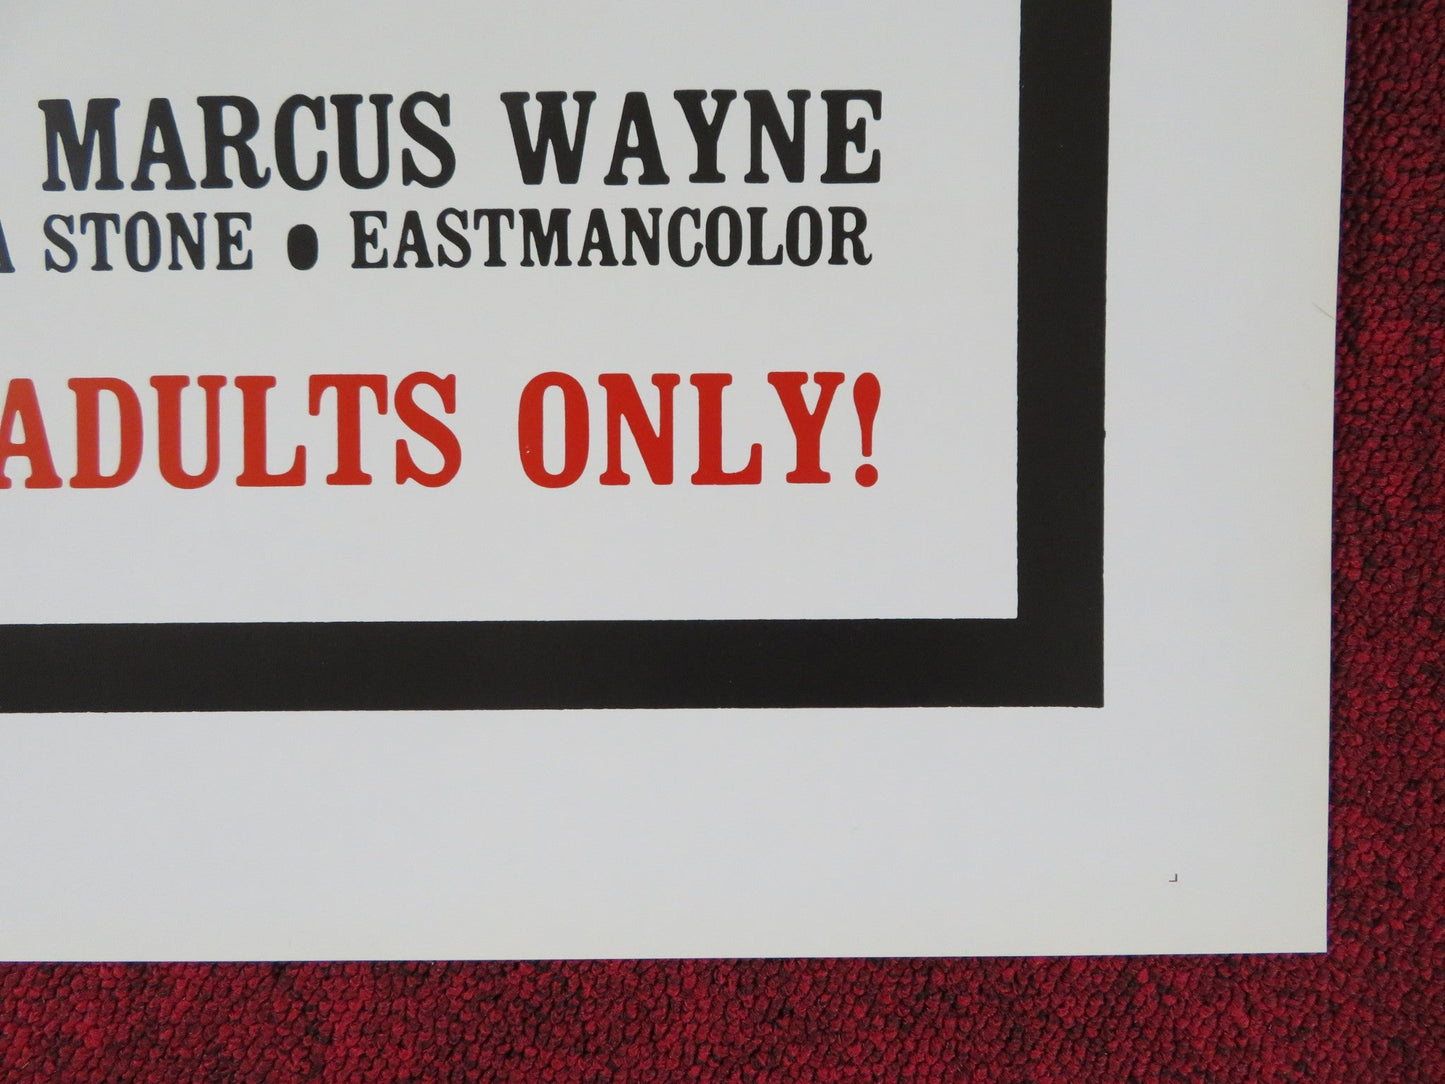 MARCUS WAYNE
A STONE • EASTMANCOLOR
ADULTS ONLY!